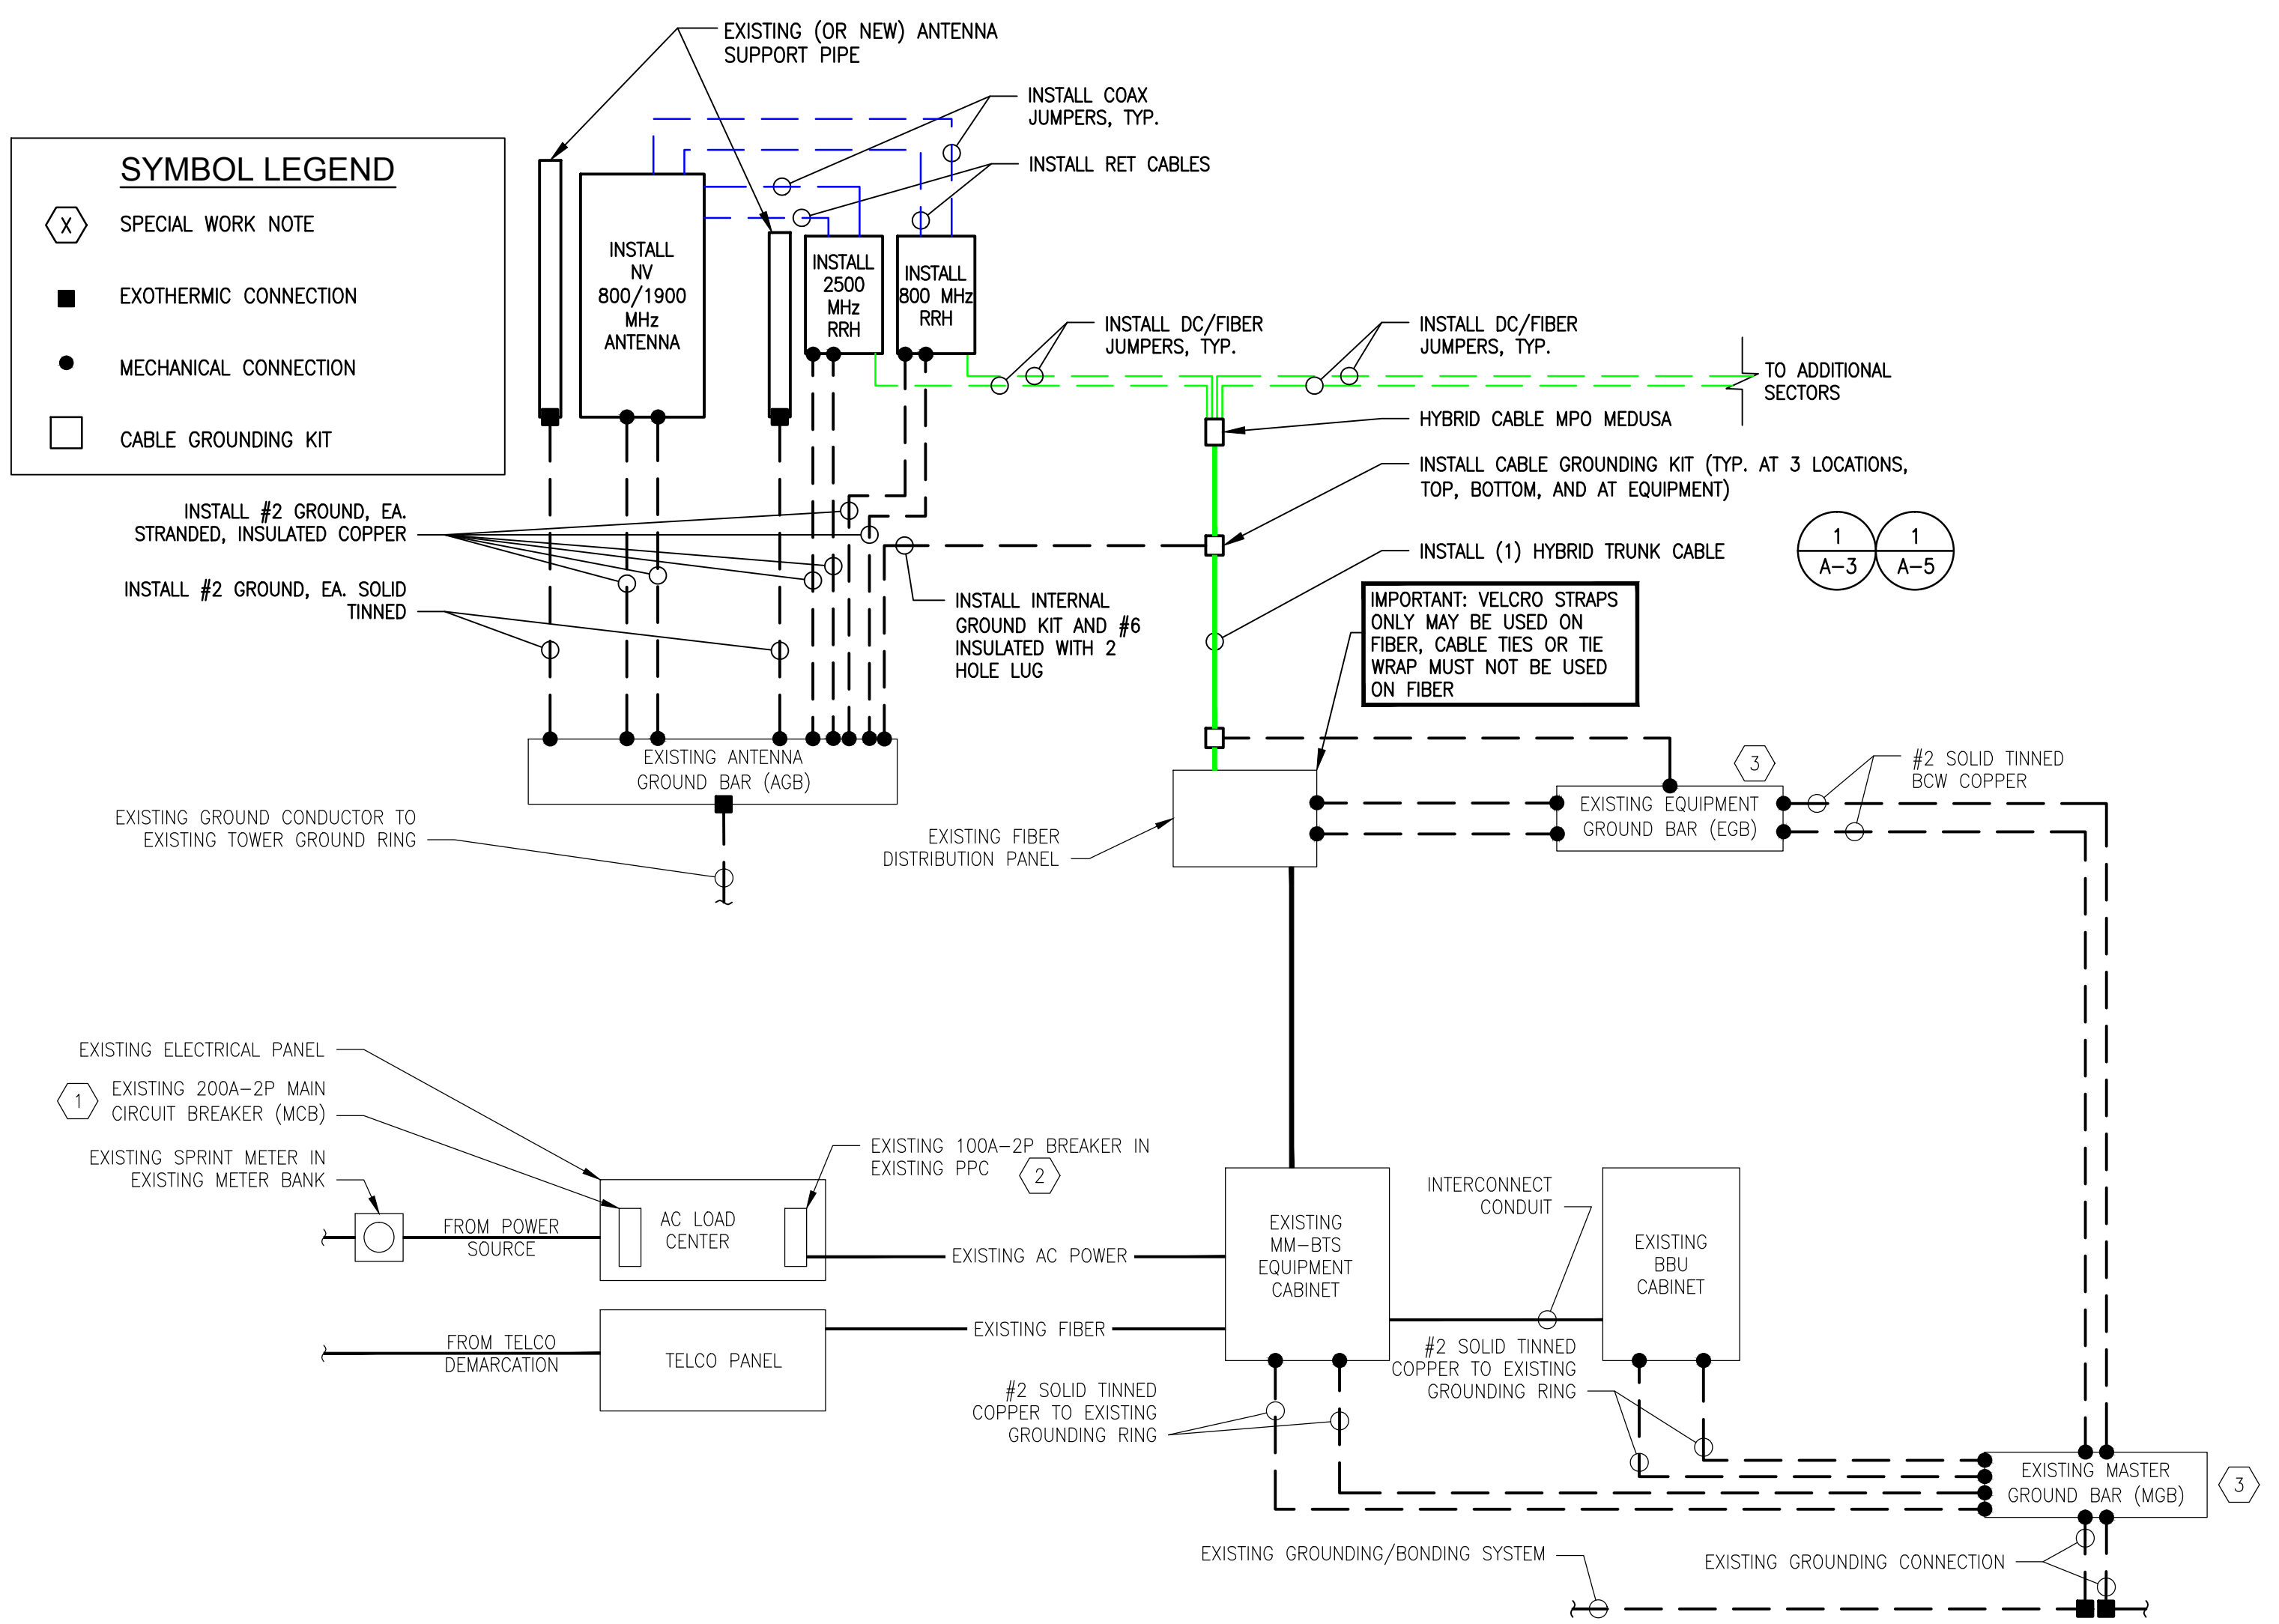 EXISTING (OR NEW) ANTENNA
SUPPORT PIPE
INSTALL COAX
JUMPERS, TYP.
INSTALL RET CABLES
SYMBOL LEGEND
X
SPECIAL WORK NOTE
EXOTHERMIC CONNECTION
MECHANICAL CONNECTION
CABLE GROUNDING KIT
INSTALL
NV
800/1900
MHz
ANTENNA
INSTALL
2500
MHz
RRH
INSTALL
800 MHz
RRH
INSTALL DC/FIBER
JUMPERS, TYP.
INSTALL DC/FIBER
JUMPERS, TYP.
TO ADDITIONAL
SECTORS
HYBRID CABLE MPO MEDUSA
INSTALL CABLE GROUNDING KIT (TYP. AT 3 LOCATIONS,
TOP, BOTTOM, AND AT EQUIPMENT)
INSTALL (1) HYBRID TRUNK CABLE
1
A-3
1
A-5
INSTALL #2 GROUND, EA.
STRANDED, INSULATED COPPER
INSTALL #2 GROUND, EA. SOLID
TINNED
INSTALL INTERNAL
GROUND KIT AND #6
INSULATED WITH 2
HOLE LUG
IMPORTANT: VELCRO STRAPS
ONLY MAY BE USED ON
FIBER, CABLE TIES OR TIE
WRAP MUST NOT BE USED
ON FIBER
EXISTING ANTENNA
GROUND BAR (AGB)
EXISTING GROUND CONDUCTOR TO
EXISTING TOWER GROUND RING
EXISTING FIBER
DISTRIBUTION PANEL
EXISTING EQUIPMENT
GROUND BAR (EGB)
3
#2 SOLID TINNED
BCW COPPER
EXISTING ELECTRICAL PANEL
1
EXISTING 200A-2P MAIN
CIRCUIT BREAKER (MCB)
EXISTING SPRINT METER IN
EXISTING METER BANK
FROM POWER
SOURCE
AC LOAD
CENTER
EXISTING 100A-2P BREAKER IN
EXISTING PPC
2
EXISTING AC POWER
EXISTING FIBER
FROM TELCO
DEMARCATION
TELCO PANEL
EXISTING
MM-BTS
EQUIPMENT
CABINET
INTERCONNECT
CONDUIT
EXISTING
BBU
CABINET
#2 SOLID TINNED
COPPER TO EXISTING
GROUNDING RING
#2 SOLID TINNED
COPPER TO EXISTING
GROUNDING RING
EXISTING MASTER
GROUND BAR (MGB)
3
EXISTING GROUNDING/BONDING SYSTEM
EXISTING GROUNDING CONNECTION